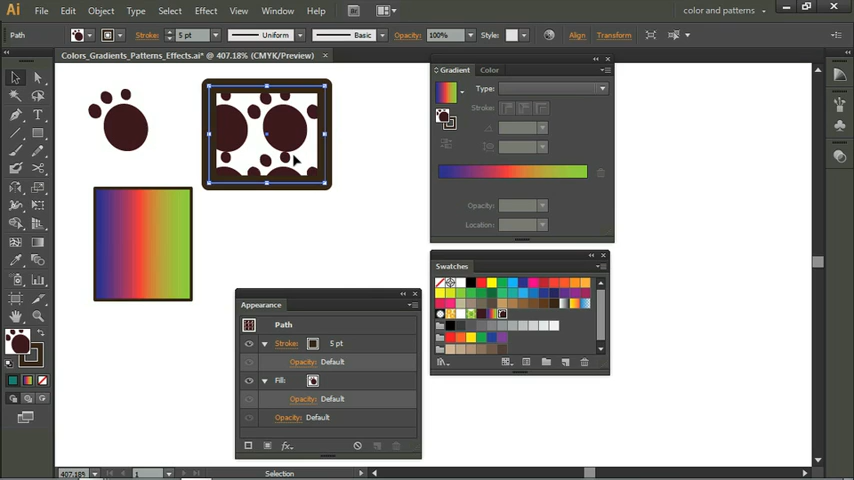 Ai File Edit Object Type Select Effect View Window Help Br color and patterns
Path Stroke: 5 pt Uniform Basic Opacity: 100% Style: Align Transform
Colors_Gradients_Patterns_Effects.ai* @ 407.18% (CMYK/Preview)
Gradient Color
Type:
Stroke:
Opacity:
Location:
Swatches
Appearance
Path
Stroke: 5 pt
Opacity: Default
Fill:
Opacity: Default
Opacity: Default
fx
407.18% 1 Selection